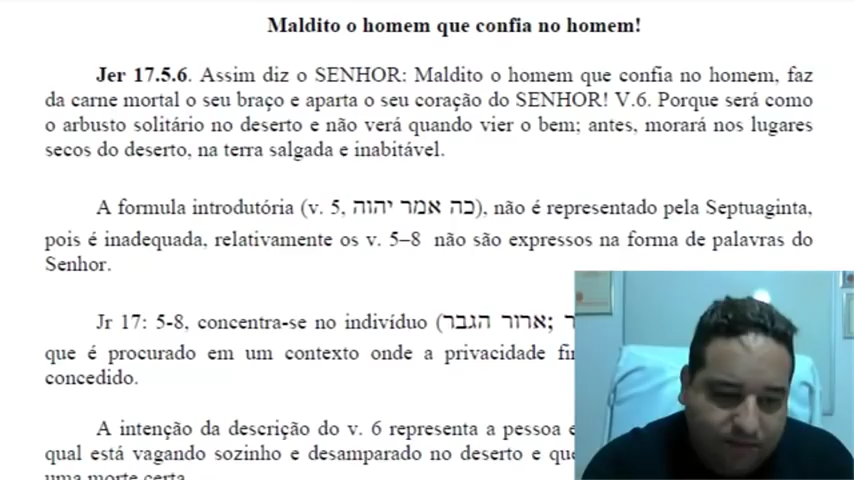 Maldito o homem que confia no homem!
Jer 17.5.6. Assim diz o SENHOR: Maldito o homem que confia no homem, faz
da carne mortal o seu braço e aparta o seu coração do SENHOR! V.6. Porque será como
o arbusto solitário no deserto e não verá quando vier o bem; antes, morará nos lugares
secos do deserto, na terra salgada e inabitável.
A formula introdutória (v. 5, כה אמר יהוה), não é representado pela Septuaginta,
pois é inadequada, relativamente os v. 5–8 não são expressos na forma de palavras do
Senhor.
Jr 17: 5-8, concentra-se no indivíduo (ארור הגבר;
que é procurado em um contexto onde a privacidade
concedido.
A intenção da descrição do v. 6 representa a pessoa
qual está vagando sozinho e desamparado no deserto e
uma morte certa